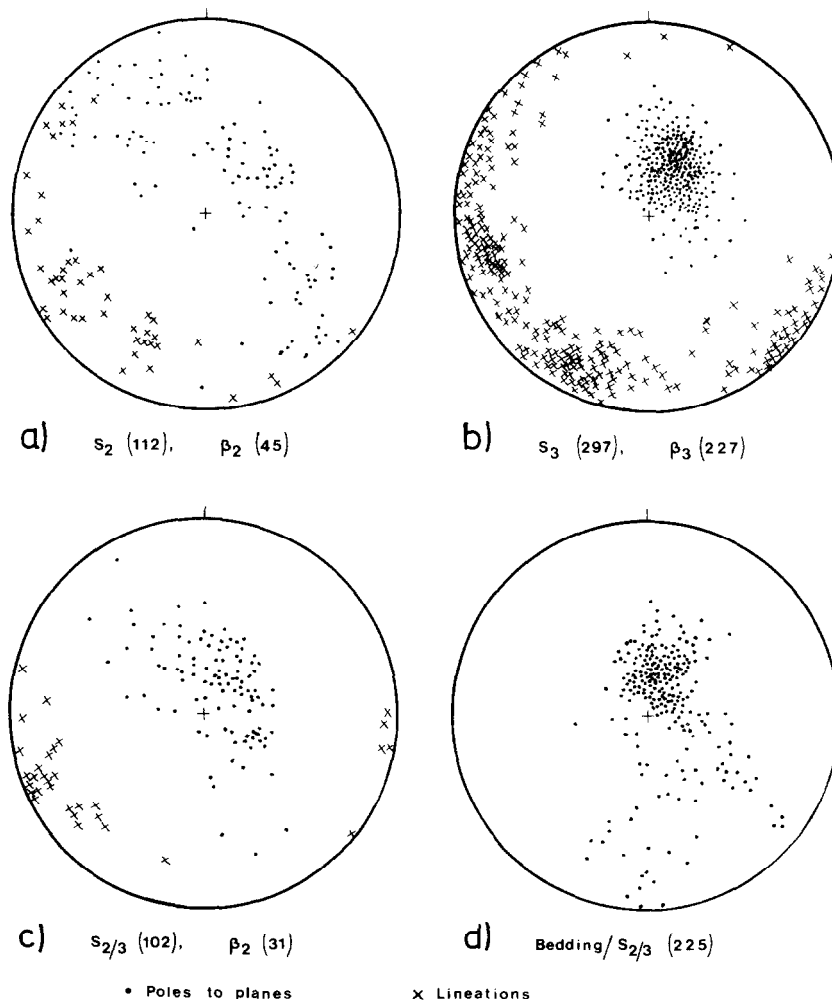 a) S₂ (112), β₂ (45)
b) S₃ (297), β₃ (227)
c) S₂/₃ (102), β₂ (31)
d) Bedding/S₂/₃ (225)
• Poles to planes × Lineations